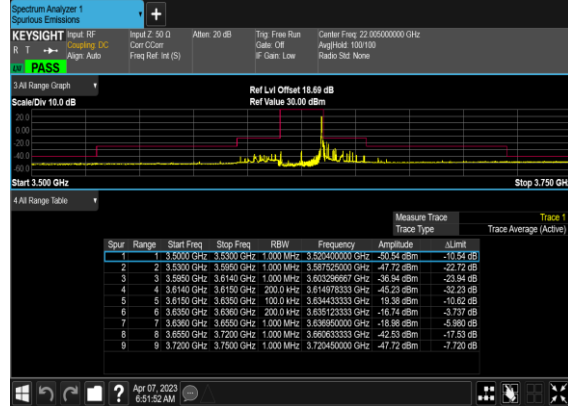 Spectrum Analyzer 1
Spurious Emissions
KEYSIGHT Input: RF Input Z: 50 Ω Atten: 20 dB Trig: Free Run Center Freq: 22.005000000 GHz
R T Coupling: DC Corr CCorr Gate: Off Avg|Hold: 100/100
Align: Auto Freq Ref: Int (S) IF Gain: Low Radio Std: None
PASS
3 All Range Graph
Ref Lvl Offset 18.69 dB
Scale/Div 10.0 dB Ref Value 30.00 dBm
20.0
0.00
-20.0
-40.0
-60.0
Start 3.500 GHz Stop 3.750 GH
4 All Range Table
Measure Trace Trace 1
Trace Type Trace Average (Active)
Spur Range Start Freq Stop Freq RBW Frequency Amplitude ΔLimit
1 1 3.5000 GHz 3.5300 GHz 1.000 MHz 3.520400000 GHz -50.54 dBm -10.54 dB
2 2 3.5300 GHz 3.5950 GHz 1.000 MHz 3.587525000 GHz -47.72 dBm -22.72 dB
3 3 3.5950 GHz 3.6140 GHz 1.000 MHz 3.603296667 GHz -36.94 dBm -23.94 dB
4 4 3.6140 GHz 3.6150 GHz 200.0 kHz 3.614978333 GHz -45.23 dBm -32.23 dB
5 5 3.6150 GHz 3.6350 GHz 100.0 kHz 3.634433333 GHz 19.38 dBm -10.62 dB
6 6 3.6350 GHz 3.6360 GHz 200.0 kHz 3.635123333 GHz -16.74 dBm -3.737 dB
7 7 3.6360 GHz 3.6550 GHz 1.000 MHz 3.636950000 GHz -18.98 dBm -5.980 dB
8 8 3.6550 GHz 3.7200 GHz 1.000 MHz 3.660633333 GHz -42.53 dBm -17.53 dB
9 9 3.7200 GHz 3.7500 GHz 1.000 MHz 3.720450000 GHz -47.72 dBm -7.720 dB
Apr 07, 2023
6:51:52 AM